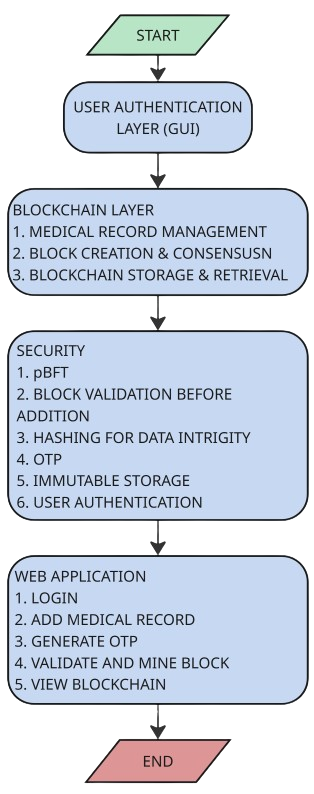 START
USER AUTHENTICATION
LAYER (GUI)
BLOCKCHAIN LAYER
1. MEDICAL RECORD MANAGEMENT
2. BLOCK CREATION & CONSENSUSN
3. BLOCKCHAIN STORAGE & RETRIEVAL
SECURITY
1. pBFT
2. BLOCK VALIDATION BEFORE
ADDITION
3. HASHING FOR DATA INTRIGITY
4. OTP
5. IMMUTABLE STORAGE
6. USER AUTHENTICATION
WEB APPLICATION
1. LOGIN
2. ADD MEDICAL RECORD
3. GENERATE OTP
4. VALIDATE AND MINE BLOCK
5. VIEW BLOCKCHAIN
END